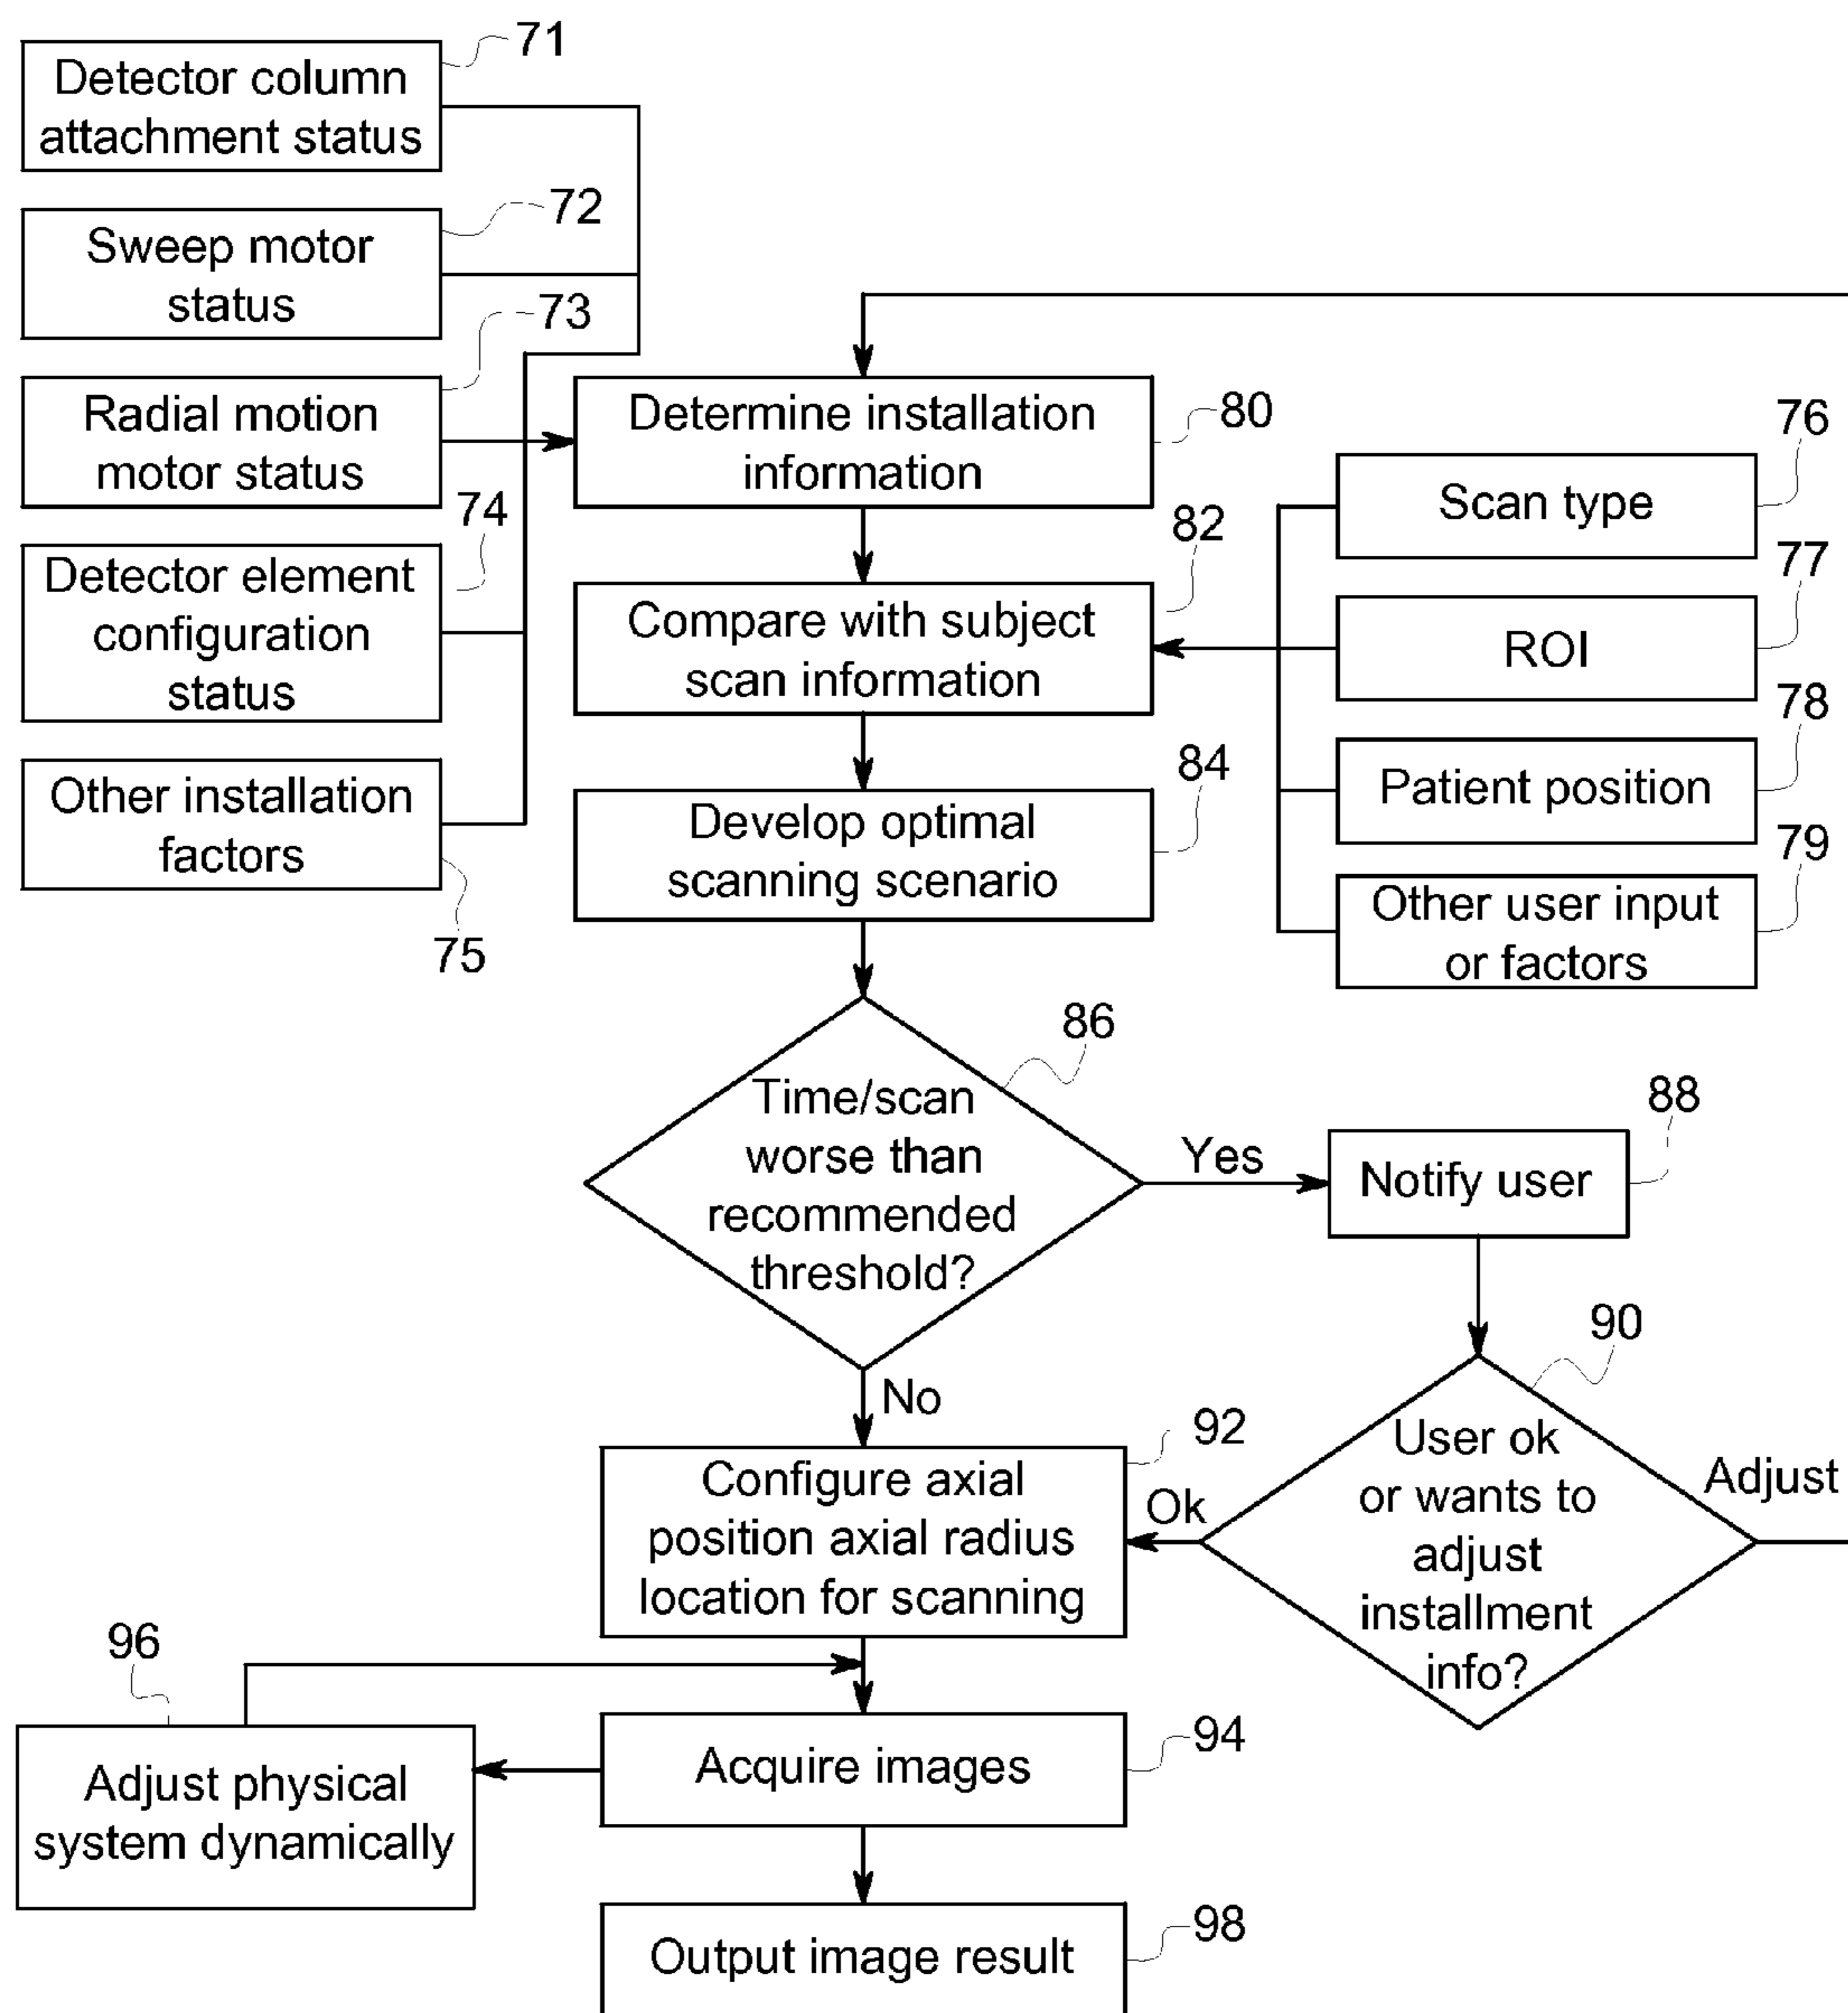 71
Detector column
attachment status
72
Sweep motor
status
73
Radial motion
motor status
74
Detector element
configuration
status
Other installation
factors
75
Determine installation
information
80
82
Compare with subject
scan information
76
Scan type
77
ROI
78
Patient position
79
Other user input
or factors
84
Develop optimal
scanning scenario
86
Time/scan
worse than
recommended
threshold?
Yes
88
Notify user
No
90
User ok
or wants to
adjust
installment
info?
Adjust
Ok
92
Configure axial
position axial radius
location for scanning
96
Adjust physical
system dynamically
94
Acquire images
98
Output image result